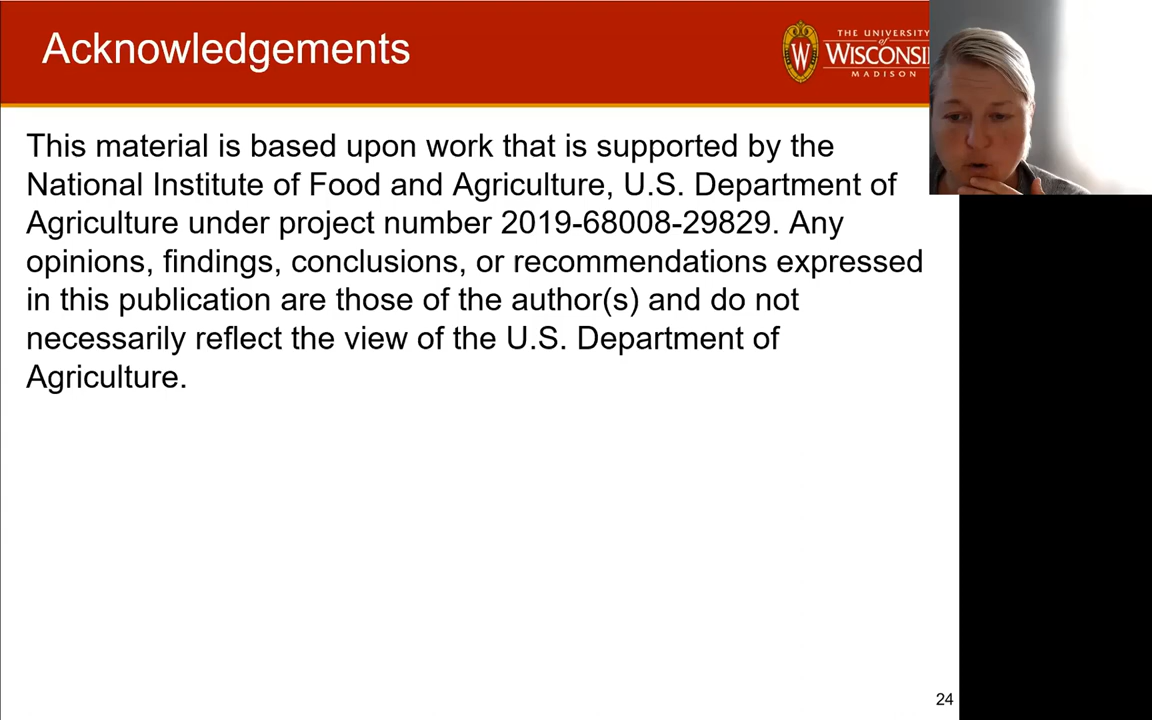 Acknowledgements
THE UNIVERSITY
of
WISCONSI
MADISON
W
This material is based upon work that is supported by the
National Institute of Food and Agriculture, U.S. Department of
Agriculture under project number 2019-68008-29829. Any
opinions, findings, conclusions, or recommendations expressed
in this publication are those of the author(s) and do not
necessarily reflect the view of the U.S. Department of
Agriculture.
24